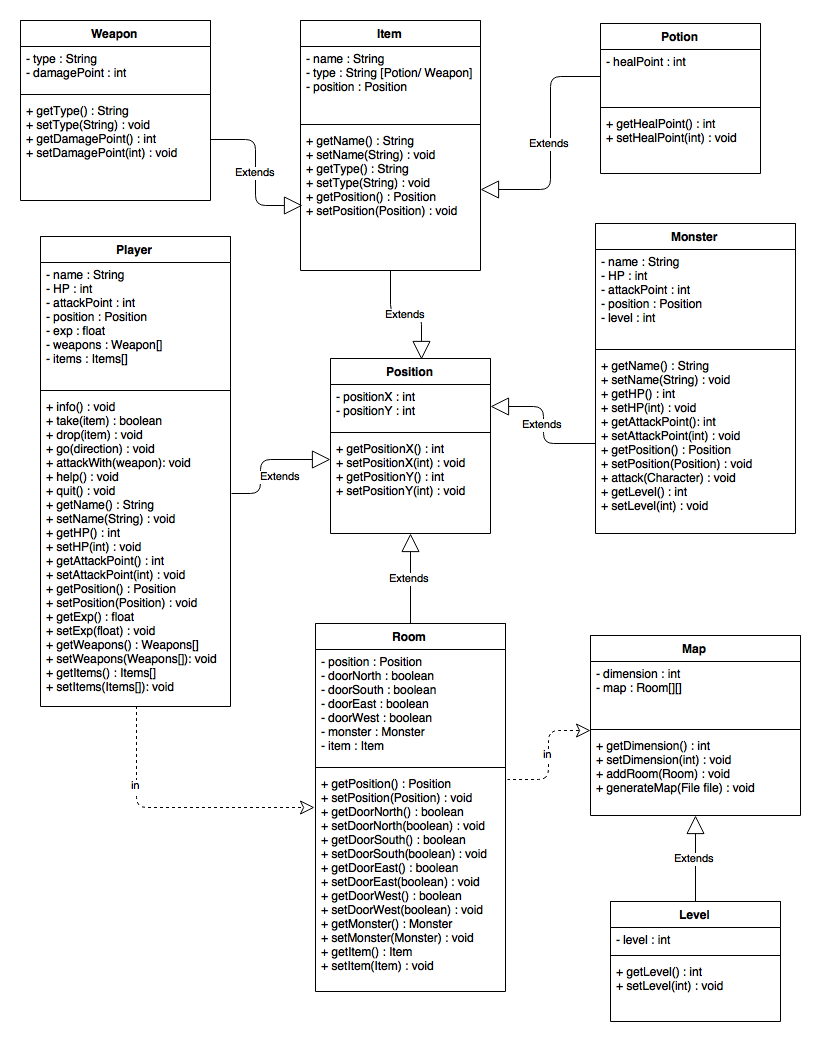 Weapon
- type : String
- damagePoint : int
+ getType() : String
+ setType(String) : void
+ getDamagePoint() : int
+ setDamagePoint(int) : void
Extends
Item
- name : String
- type : String [Potion/ Weapon]
- position : Position
+ getName() : String
+ setName(String) : void
+ getType() : String
+ setType(String) : void
+ getPosition() : Position
+ setPosition(Position) : void
Extends
Potion
- healPoint : int
+ getHealPoint() : int
+ setHealPoint(int) : void
Extends
Player
- name : String
- HP : int
- attackPoint : int
- position : Position
- exp : float
- weapons : Weapon[]
- items : Items[]
+ info() : void
+ take(item) : boolean
+ drop(item) : void
+ go(direction) : void
+ attackWith(weapon): void
+ help() : void
+ quit() : void
+ getName() : String
+ setName(String) : void
+ getHP() : int
+ setHP(int) : void
+ getAttackPoint() : int
+ setAttackPoint(int) : void
+ getPosition() : Position
+ setPosition(Position) : void
+ getExp() : float
+ setExp(float) : void
+ getWeapons() : Weapons[]
+ setWeapons(Weapons[]): void
+ getItems() : Items[]
+ setItems(Items[]): void
Extends
in
Position
- positionX : int
- positionY : int
+ getPositionX() : int
+ setPositionX(int) : void
+ getPositionY() : int
+ setPositionY(int) : void
Extends
Monster
- name : String
- HP : int
- attackPoint : int
- position : Position
- level : int
+ getName() : String
+ setName(String) : void
+ getHP() : int
+ setHP(int) : void
+ getAttackPoint(): int
+ setAttackPoint(int) : void
+ getPosition() : Position
+ setPosition(Position) : void
+ attack(Character) : void
+ getLevel() : int
+ setLevel(int) : void
Extends
Room
- position : Position
- doorNorth : boolean
- doorSouth : boolean
- doorEast : boolean
- doorWest : boolean
- monster : Monster
- item : Item
+ getPosition() : Position
+ setPosition(Position) : void
+ getDoorNorth() : boolean
+ setDoorNorth(boolean) : void
+ getDoorSouth() : boolean
+ setDoorSouth(boolean) : void
+ getDoorEast() : boolean
+ setDoorEast(boolean) : void
+ getDoorWest() : boolean
+ setDoorWest(boolean) : void
+ getMonster() : Monster
+ setMonster(Monster) : void
+ getItem() : Item
+ setItem(Item) : void
in
Map
- dimension : int
- map : Room[][]
+ getDimension() : int
+ setDimension(int) : void
+ addRoom(Room) : void
+ generateMap(File file) : void
Extends
Level
- level : int
+ getLevel() : int
+ setLevel(int) : void